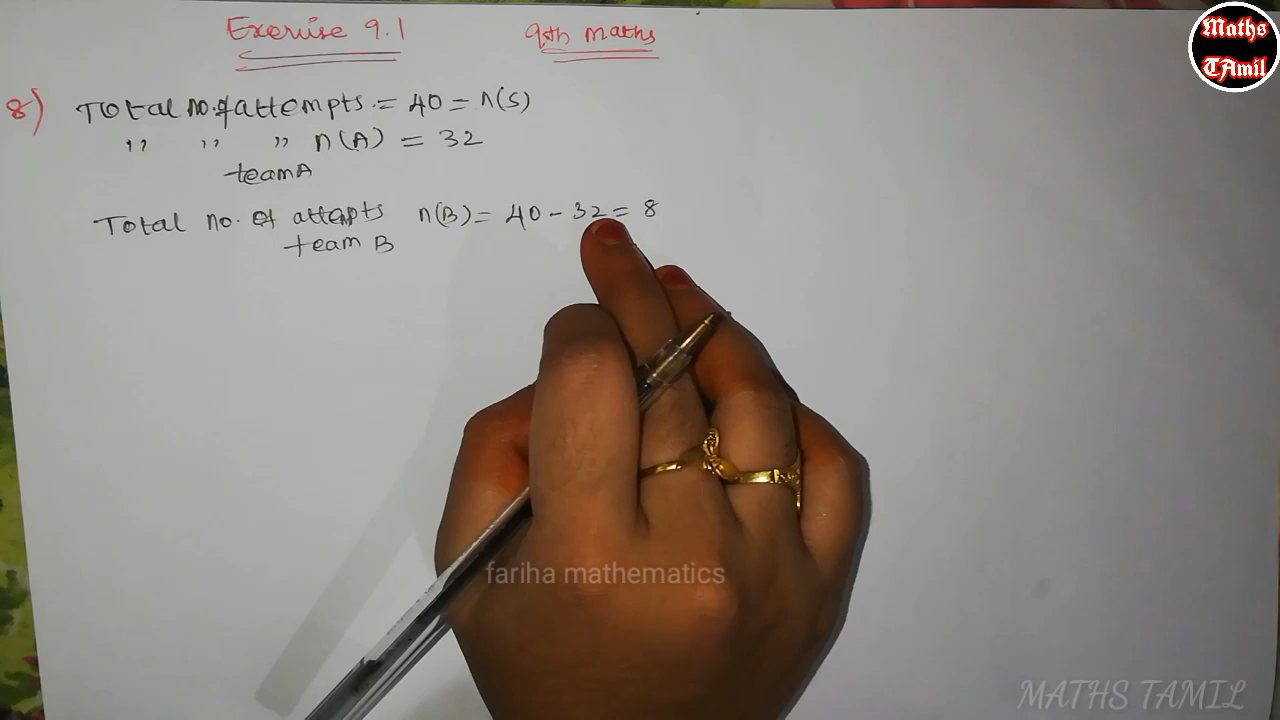 Exercise 9.1 9th maths
Maths
TAmil
8) Total no.of attempts = 40 = n(S)
,, ,, ,, n(A) = 32
team A
Total no. of attepts n(B) = 40 - 32 = 8
team B
fariha mathematics
MATHS TAMIL